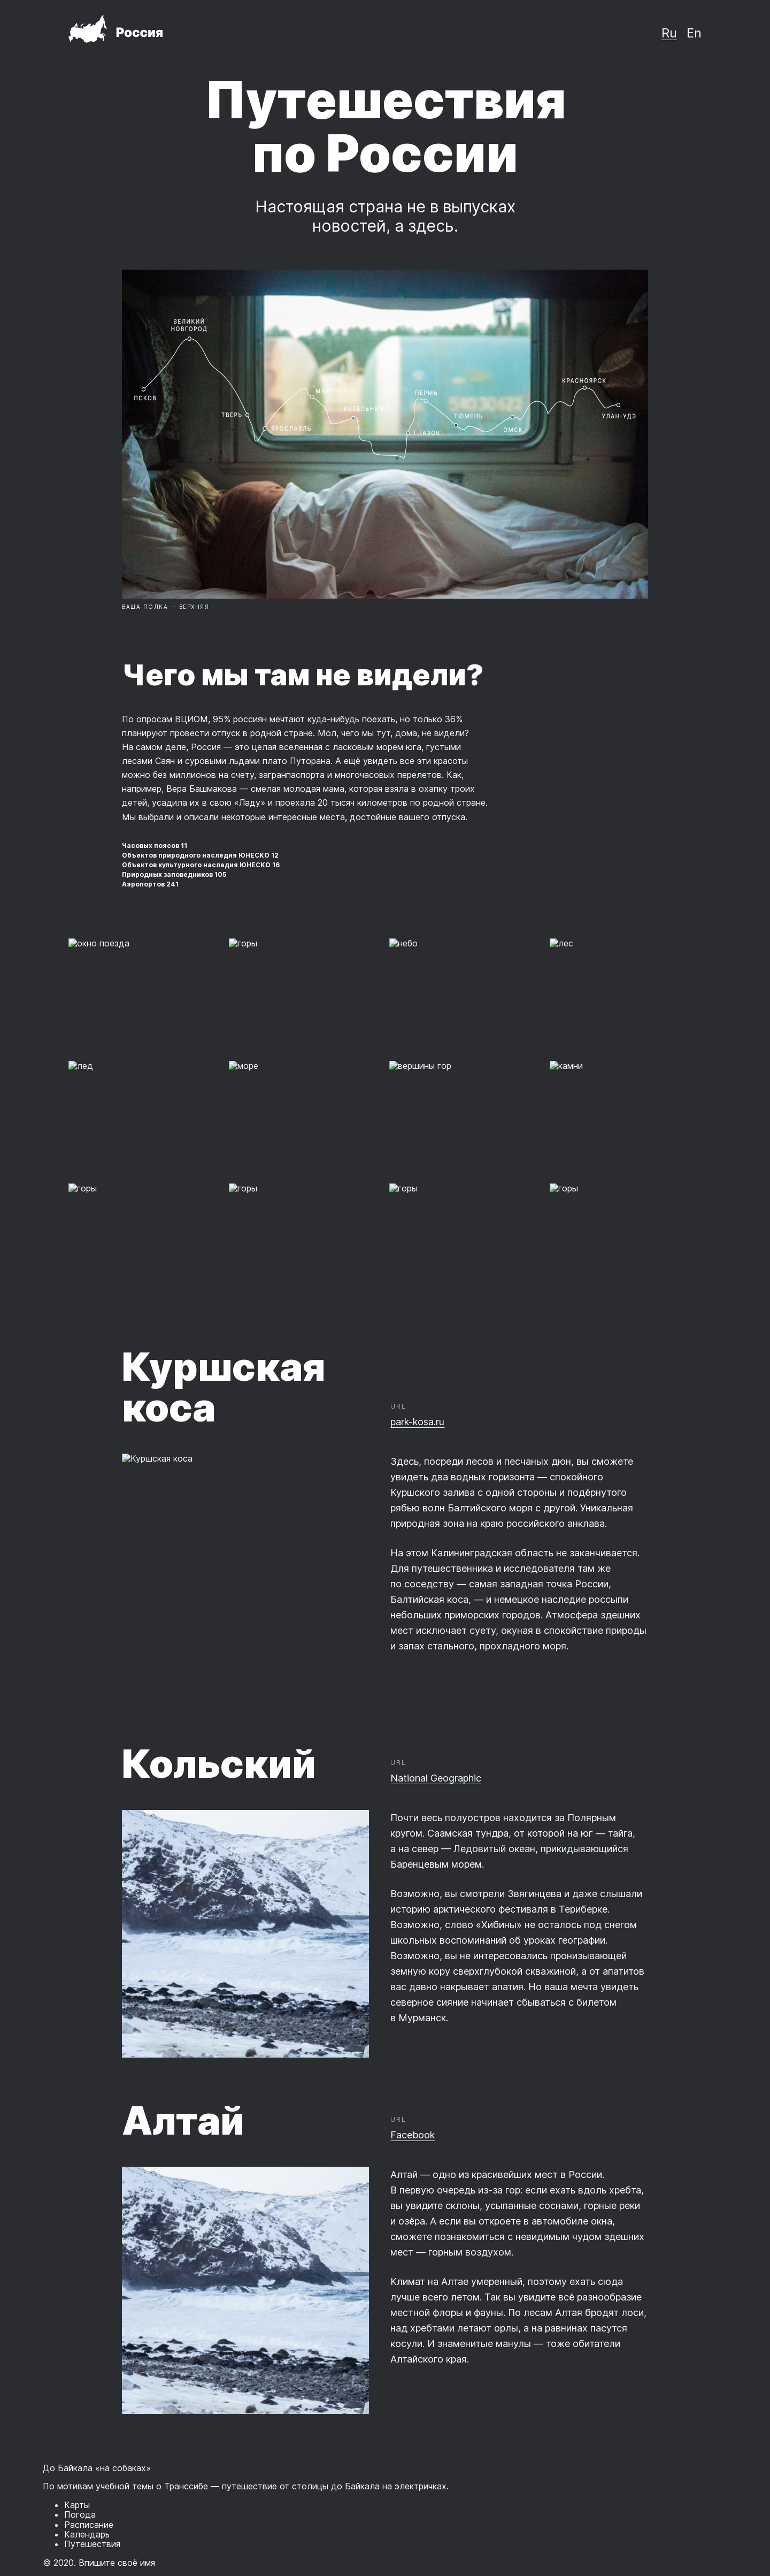 Россия
Ru En
Путешествия
по России
Настоящая страна не в выпусках
новостей, а здесь.
ВЕЛИКИЙ
НОВГОРОД
ПСКОВ
ТВЕРЬ
ЯРОСЛАВЛЬ
КОТЕЛЬНИЧ
ГЛАЗОВ
ПЕРМЬ
ТЮМЕНЬ
ОМСК
КРАСНОЯРСК
УЛАН-УДЭ
ВАША ПОЛКА — ВЕРХНЯЯ
Чего мы там не видели?
По опросам ВЦИОМ, 95% россиян мечтают куда-нибудь поехать, но только 36%
планируют провести отпуск в родной стране. Мол, чего мы тут, дома, не видели?
На самом деле, Россия — это целая вселенная с ласковым морем юга, густыми
лесами Саян и суровыми льдами плато Путорана. А ещё увидеть все эти красоты
можно без миллионов на счету, загранпаспорта и многочасовых перелетов. Как,
например, Вера Башмакова — смелая молодая мама, которая взяла в охапку троих
детей, усадила их в свою «Ладу» и проехала 20 тысяч километров по родной стране.
Мы выбрали и описали некоторые интересные места, достойные вашего отпуска.
Часовых поясов 11
Объектов природного наследия ЮНЕСКО 12
Объектов культурного наследия ЮНЕСКО 16
Природных заповедников 105
Аэропортов 241
окно поезда горы небо лес
лед море вершины гор камни
горы горы горы горы
Куршская
коса
URL
park-kosa.ru
Куршская коса
Здесь, посреди лесов и песчаных дюн, вы сможете
увидеть два водных горизонта — спокойного
Куршского залива с одной стороны и подёрнутого
рябью волн Балтийского моря с другой. Уникальная
природная зона на краю российского анклава.
На этом Калининградская область не заканчивается.
Для путешественника и исследователя там же
по соседству — самая западная точка России,
Балтийская коса, — и немецкое наследие россыпи
небольших приморских городов. Атмосфера здешних
мест исключает суету, окуная в спокойствие природы
и запах стального, прохладного моря.
Кольский
URL
National Geographic
Почти весь полуостров находится за Полярным
кругом. Саамская тундра, от которой на юг — тайга,
а на север — Ледовитый океан, прикидывающийся
Баренцевым морем.
Возможно, вы смотрели Звягинцева и даже слышали
историю арктического фестиваля в Териберке.
Возможно, слово «Хибины» не осталось под снегом
школьных воспоминаний об уроках географии.
Возможно, вы не интересовались пронизывающей
земную кору сверхглубокой скважиной, а от апатитов
вас давно накрывает апатия. Но ваша мечта увидеть
северное сияние начинает сбываться с билетом
в Мурманск.
Алтай
URL
Facebook
Алтай — одно из красивейших мест в России.
В первую очередь из-за гор: если ехать вдоль хребта,
вы увидите склоны, усыпанные соснами, горные реки
и озёра. А если вы откроете в автомобиле окна,
сможете познакомиться с невидимым чудом здешних
мест — горным воздухом.
Климат на Алтае умеренный, поэтому ехать сюда
лучше всего летом. Так вы увидите всё разнообразие
местной флоры и фауны. По лесам Алтая бродят лоси,
над хребтами летают орлы, а на равнинах пасутся
косули. И знаменитые манулы — тоже обитатели
Алтайского края.
До Байкала «на собаках»
По мотивам учебной темы о Транссибе — путешествие от столицы до Байкала на электричках.
Карты
Погода
Расписание
Календарь
Путешествия
© 2020. Впишите своё имя